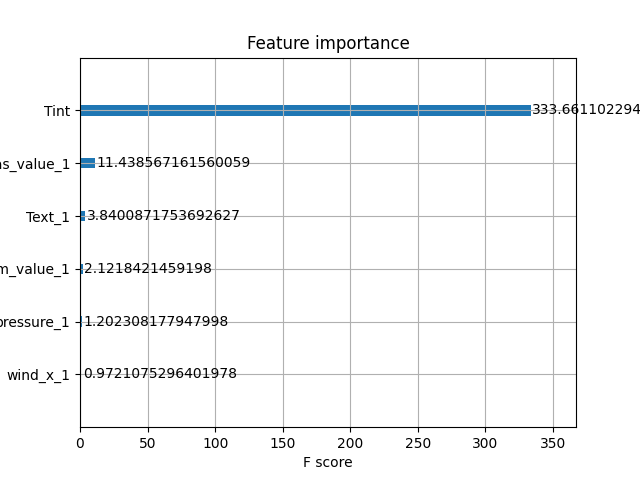 Feature importance
Tint
333.661102294
ns_value_1
11.438567161560059
Text_1
3.8400871753692627
m_value_1
2.1218421459198
pressure_1
1.202308177947998
wind_x_1
0.9721075296401978
0 50 100 150 200 250 300 350
F score